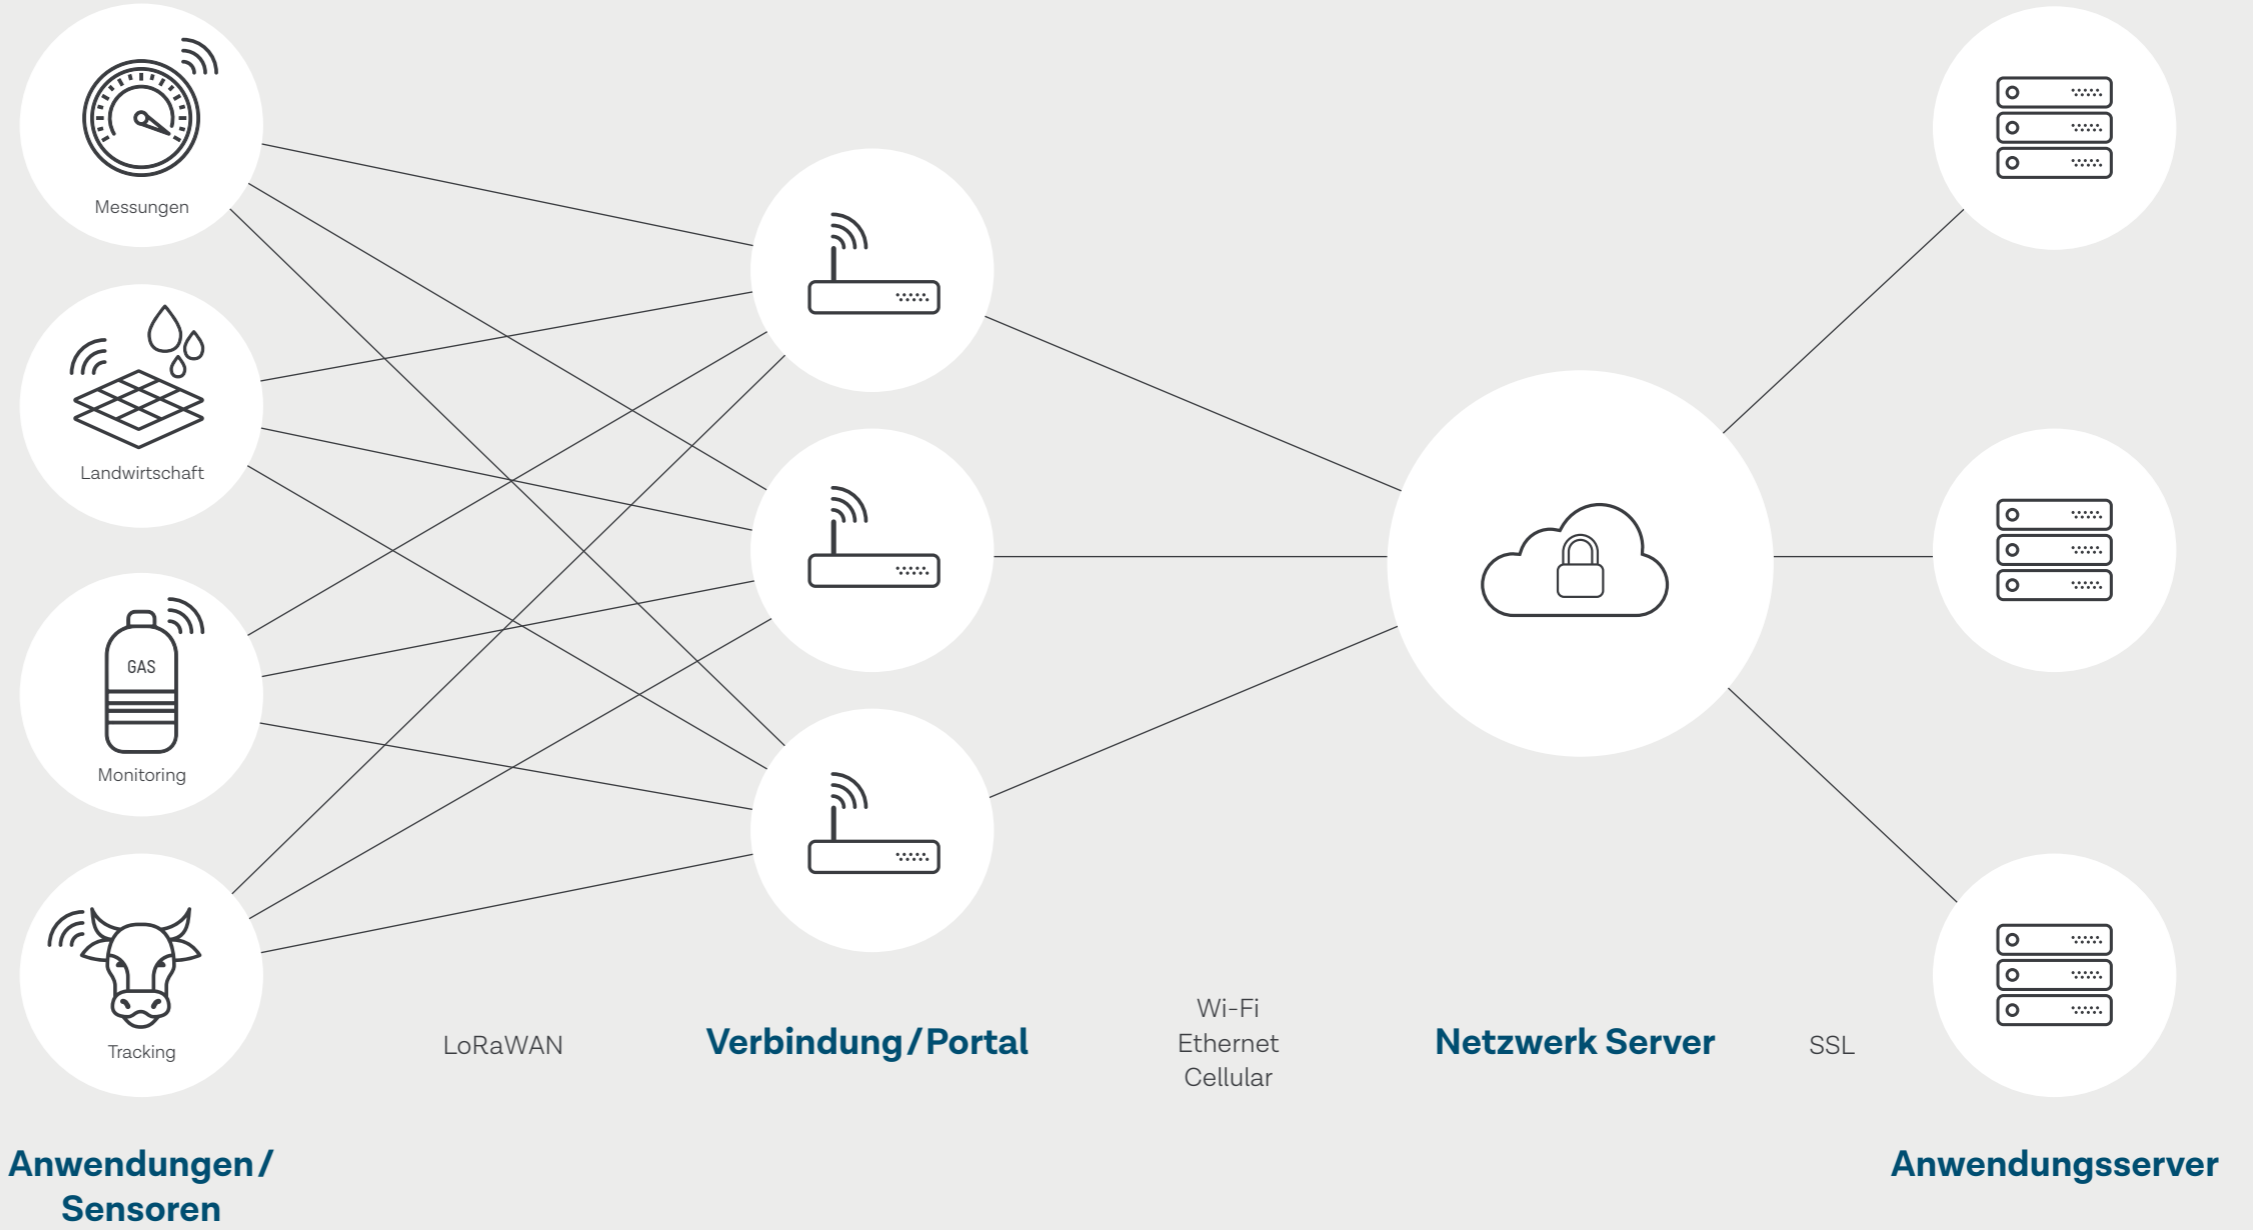 Messungen
Landwirtschaft
GAS
Monitoring
Tracking
LoRaWAN
Verbindung/Portal
Wi-Fi
Ethernet
Cellular
Netzwerk Server
SSL
Anwendungen/
Sensoren
Anwendungsserver